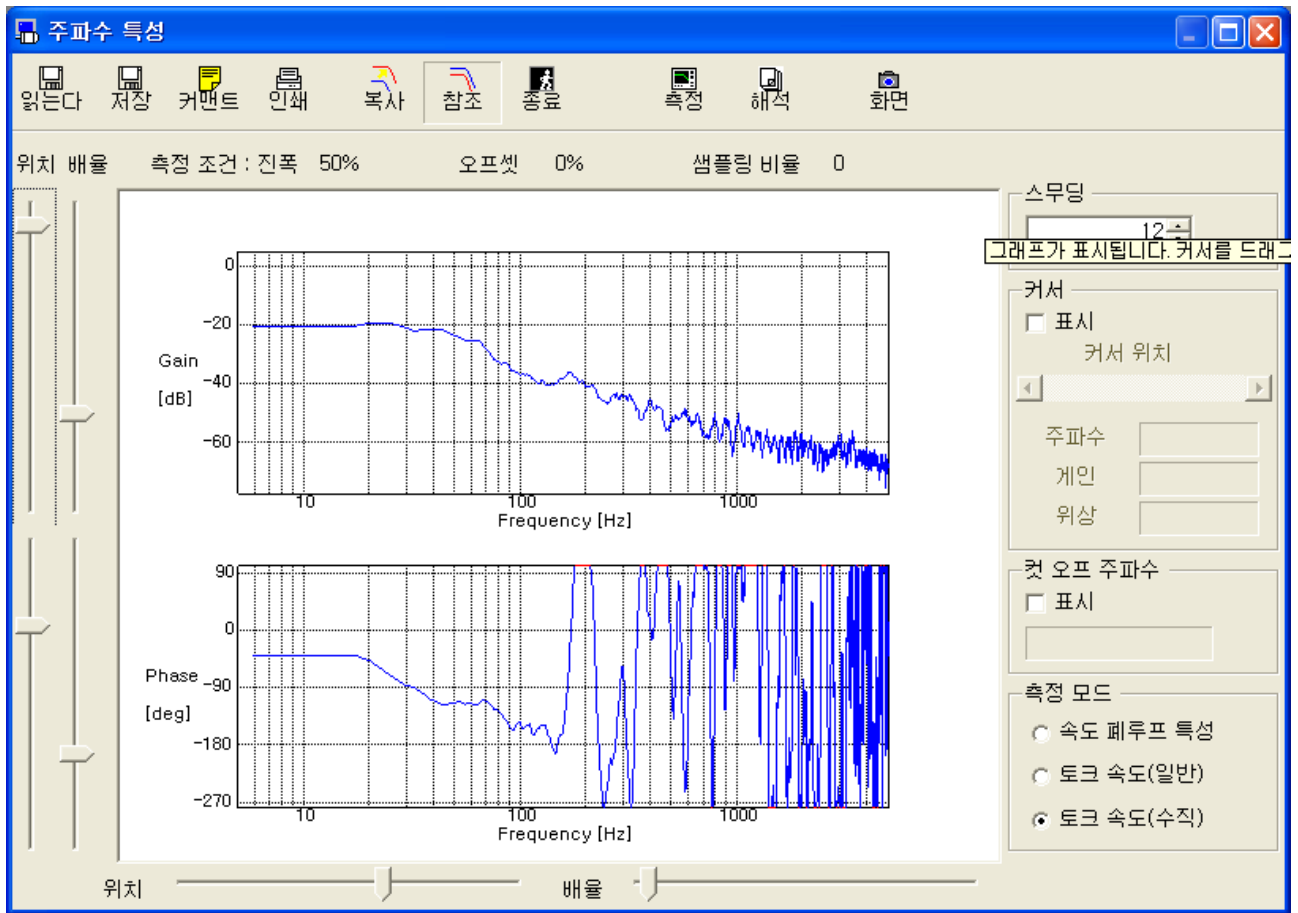 주파수 특성
읽는다 저장 커맨트 인쇄 복사 참조 종료 측정 해석 화면
위치 배율 측정 조건 : 진폭 50% 오프셋 0% 샘플링 비율 0
스무딩
12
그래프가 표시됩니다. 커서를 드래그
커서
표시
커서 위치
주파수
게인
위상
컷 오프 주파수
표시
측정 모드
속도 폐루프 특성
토크 속도(일반)
토크 속도(수직)
0
-20
Gain
-40
[dB]
-60
10 100 1000
Frequency [Hz]
90
0
Phase
-90
[deg]
-180
-270
10 100 1000
Frequency [Hz]
위치 배율